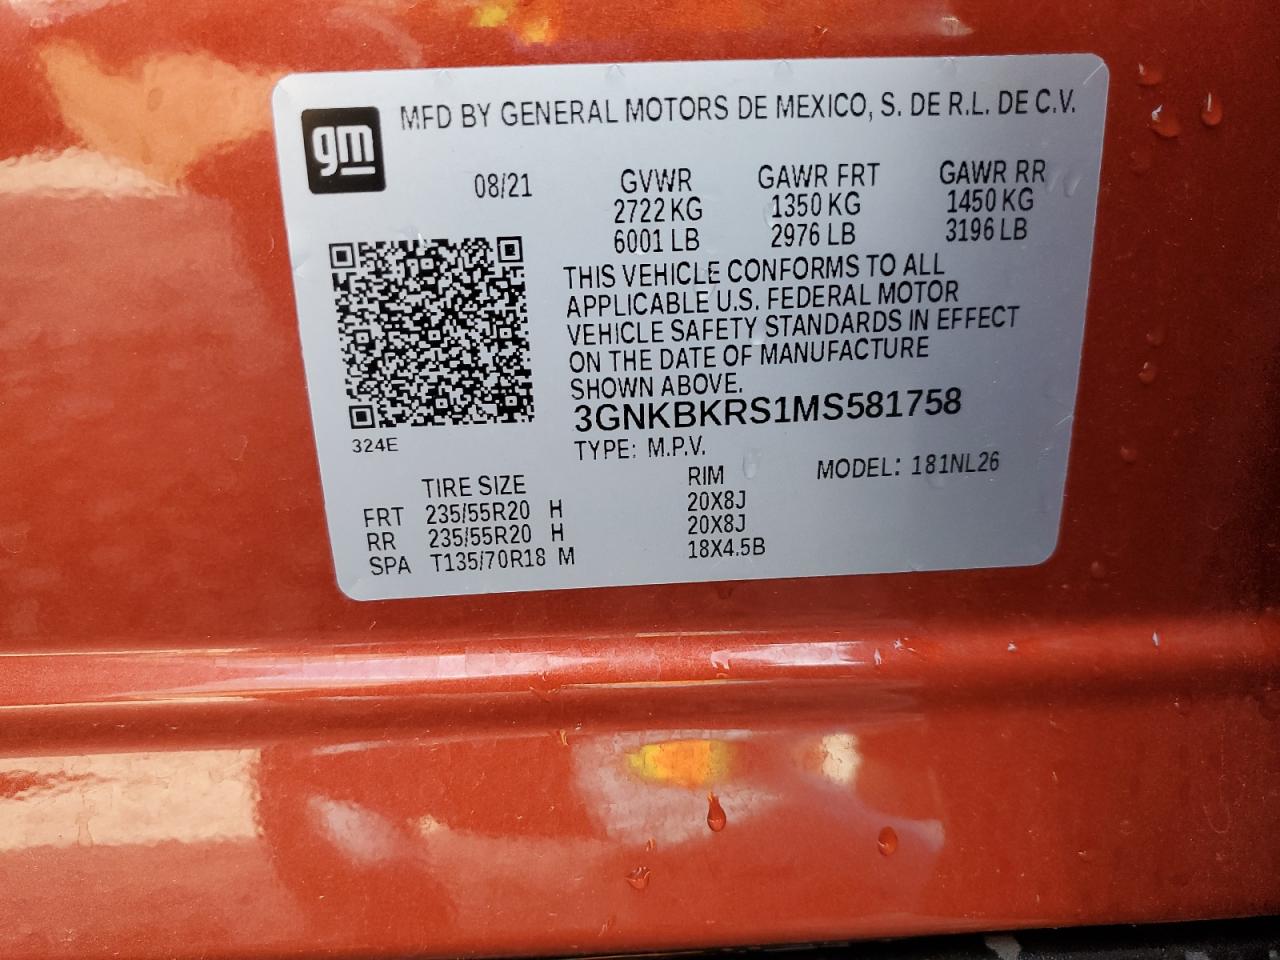 gm
MFD BY GENERAL MOTORS DE MEXICO, S. DE R.L. DE C.V.
08/21 GVWR GAWR FRT GAWR RR
2722 KG 1350 KG 1450 KG
6001 LB 2976 LB 3196 LB
THIS VEHICLE CONFORMS TO ALL
APPLICABLE U.S. FEDERAL MOTOR
VEHICLE SAFETY STANDARDS IN EFFECT
ON THE DATE OF MANUFACTURE
SHOWN ABOVE.
3GNKBKRS1MS581758
324E
TYPE: M.P.V.
MODEL: 181NL26
TIRE SIZE RIM
FRT 235/55R20 H 20X8J
RR 235/55R20 H 20X8J
SPA T135/70R18 M 18X4.5B